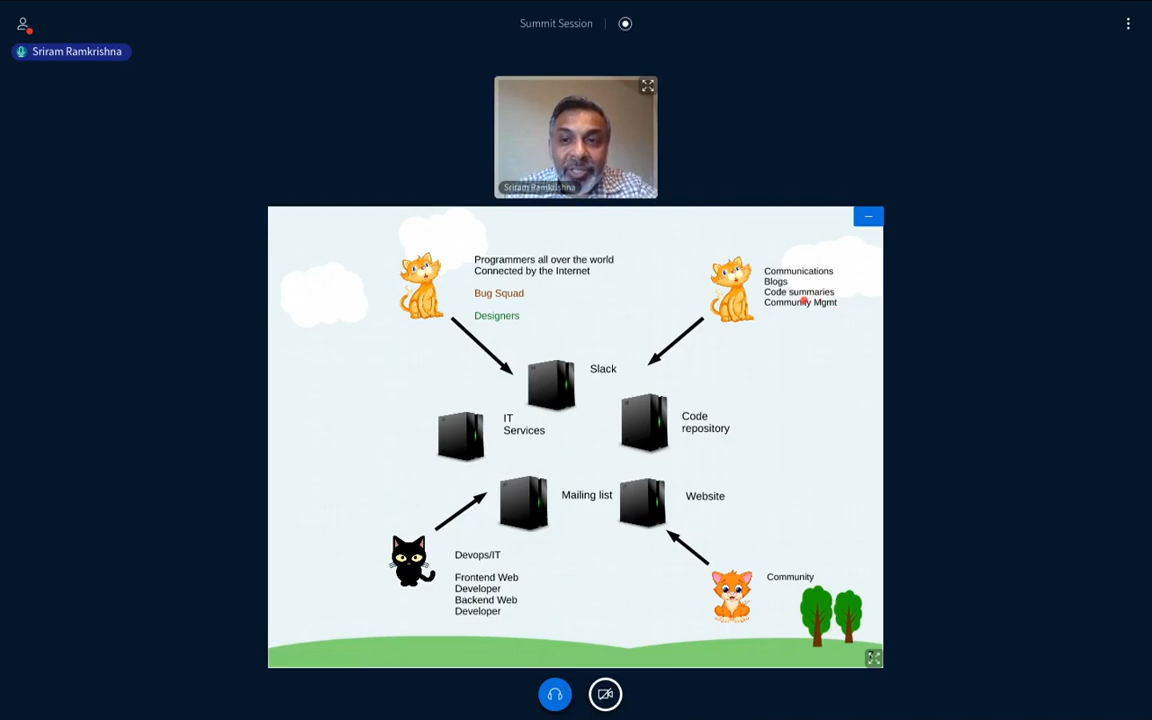 Summit Session
Sriram Ramkrishna
Sriram Ramkrishna
Programmers all over the world
Connected by the Internet
Bug Squad
Designers
Communications
Blogs
Code summaries
Community Mgmt
Slack
IT
Services
Code
repository
Mailing list
Website
Devops/IT
Frontend Web
Developer
Backend Web
Developer
Community